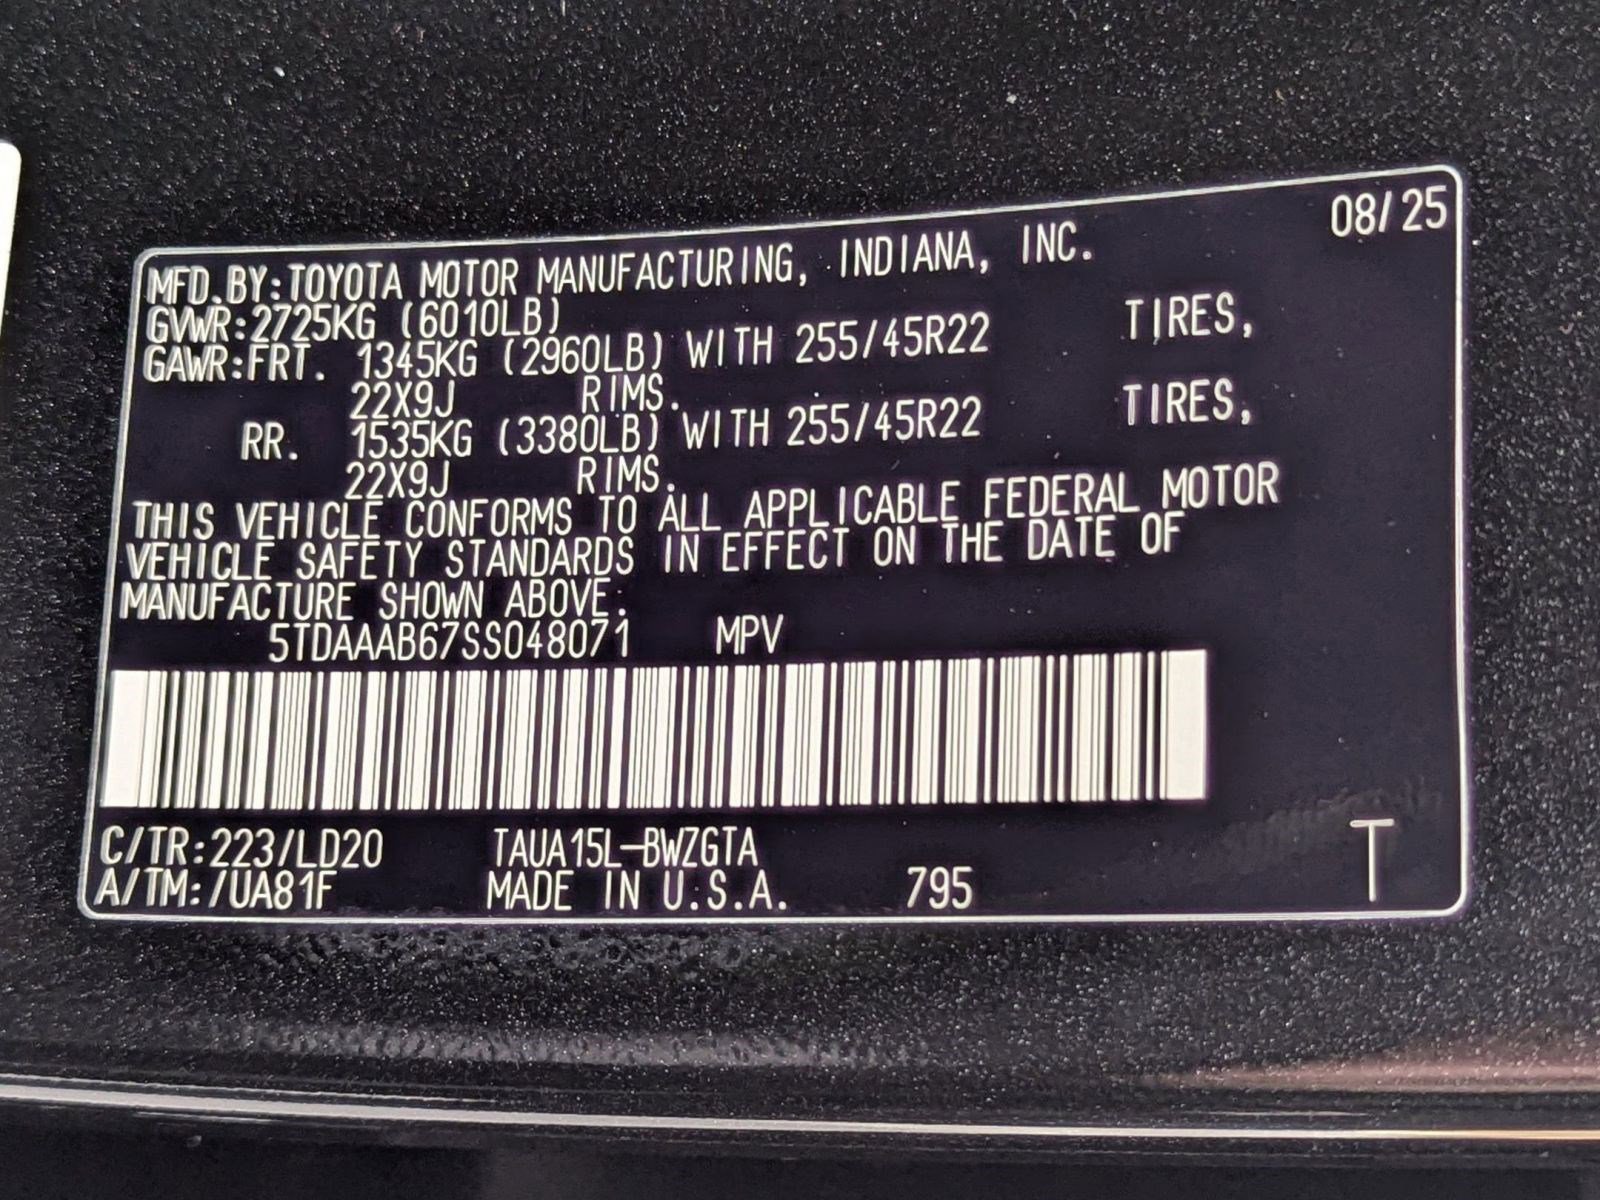 08/25
MFD.BY:TOYOTA MOTOR MANUFACTURING, INDIANA, INC.
GVWR:2725KG (6010LB)
GAWR:FRT. 1345KG (2960LB) WITH 255/45R22 TIRES,
22X9J RIMS.
RR. 1535KG (3380LB) WITH 255/45R22 TIRES,
22X9J RIMS.
THIS VEHICLE CONFORMS TO ALL APPLICABLE FEDERAL MOTOR
VEHICLE SAFETY STANDARDS IN EFFECT ON THE DATE OF
MANUFACTURE SHOWN ABOVE.
5TDAAAB67SS048071 MPV
C/TR:223/LD20 TAUA15L-BWZGTA
A/TM:/UA81F MADE IN U.S.A. 795 T